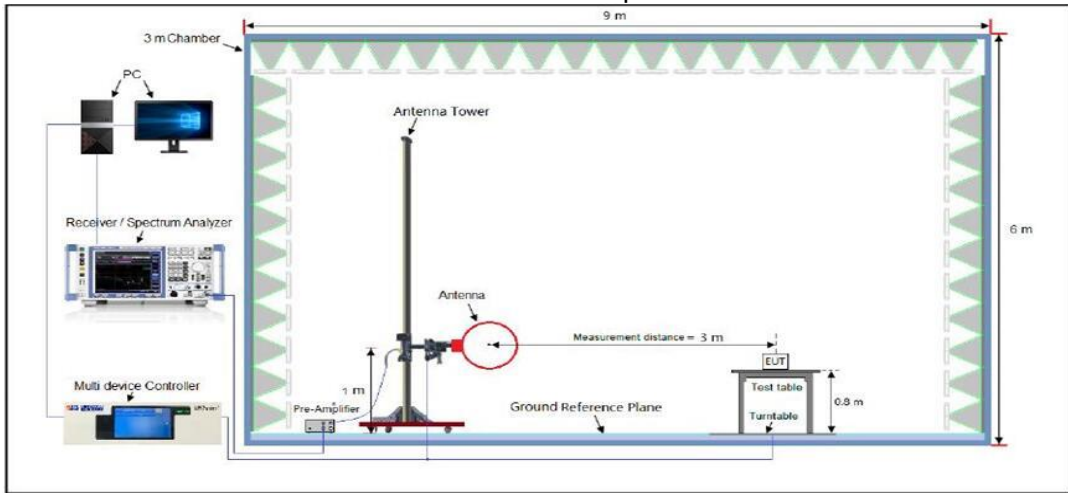 9 m
3 m Chamber
PC
Antenna Tower
Receiver / Spectrum Analyzer
6 m
Antenna
Measurement distance = 3 m
EUT
1 m
Multi device Controller
Test table
0.8 m
Pre-Amplifier
Ground Reference Plane
Turntable